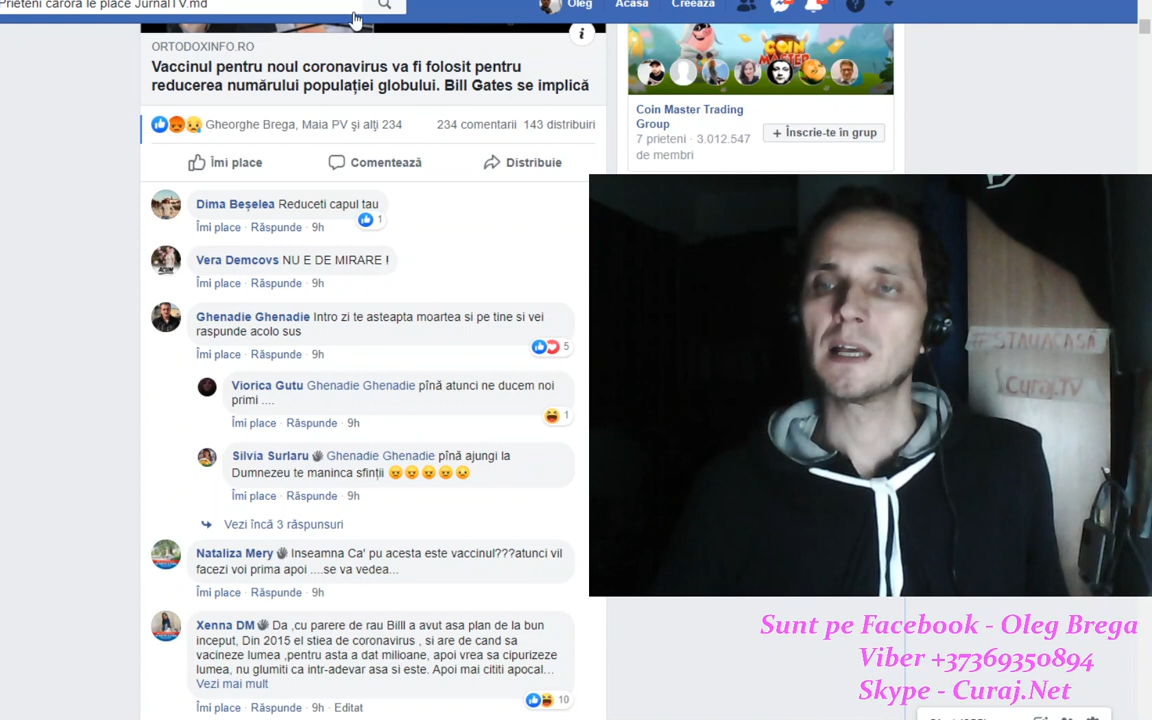 Prieteni cărora le place JurnalTV.md
Oleg
Acasă
Creează
ORTODOXINFO.RO
Vaccinul pentru noul coronavirus va fi folosit pentru
reducerea numărului populației globului. Bill Gates se implică
Gheorghe Brega, Maia PV şi alţi 234
234 comentarii 143 distribuiri
Îmi place
Comentează
Distribuie
Dima Beșelea Reduceti capul tau
1
Îmi place · Răspunde · 9h
Vera Demcovs NU E DE MIRARE !
Îmi place · Răspunde · 9h
Ghenadie Ghenadie Intro zi te asteapta moartea si pe tine si vei
raspunde acolo sus
5
Îmi place · Răspunde · 9h
Viorica Gutu Ghenadie Ghenadie pînă atunci ne ducem noi
primi ....
1
Îmi place · Răspunde · 9h
Silvia Surlaru Ghenadie Ghenadie pînă ajungi la
Dumnezeu te maninca sfinții
Îmi place · Răspunde · 9h
Vezi încă 3 răspunsuri
Nataliza Mery Inseamna Ca' pu acesta este vaccinul???atunci vil
facezi voi prima apoi ....se va vedea...
Îmi place · Răspunde · 9h
Xenna DM Da ,cu parere de rau Billl a avut asa plan de la bun
inceput, Din 2015 el stiea de coronavirus , si are de cand sa
vacineze lumea ,pentru asta a dat milioane, apoi vrea sa cipurizeze
lumea, nu glumiti ca intr-adevar asa si este. Apoi mai cititi apocal...
Vezi mai mult
10
Îmi place · Răspunde · 9h · Editat
COIN MASTER
Coin Master Trading
Group
7 prieteni · 3.012.547
de membri
+ Înscrie-te în grup
#STAUACASĂ
Curaj.TV
Sunt pe Facebook - Oleg Brega
Viber +37369350894
Skype - Curaj.Net